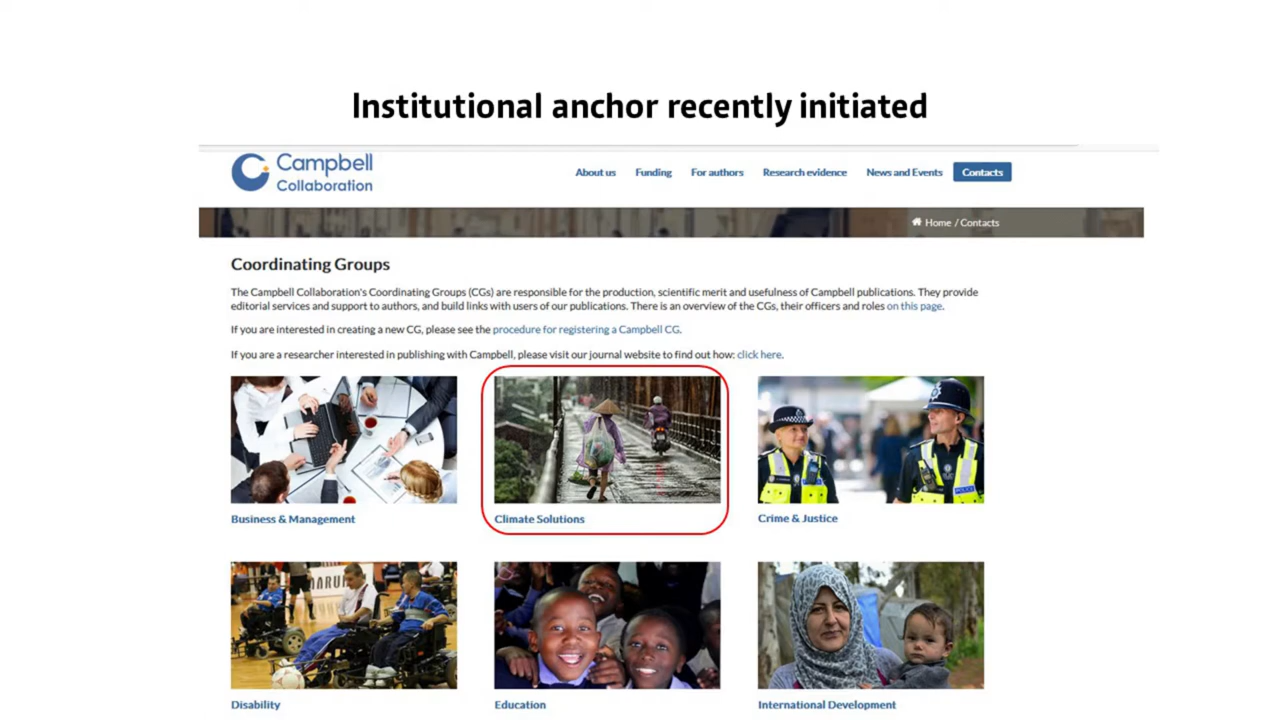 Institutional anchor recently initiated
Campbell
Collaboration
About us Funding For authors Research evidence News and Events Contacts
Home / Contacts
Coordinating Groups
The Campbell Collaboration's Coordinating Groups (CGs) are responsible for the production, scientific merit and usefulness of Campbell publications. They provide
editorial services and support to authors, and build links with users of our publications. There is an overview of the CGs, their officers and roles on this page.
If you are interested in creating a new CG, please see the procedure for registering a Campbell CG.
If you are a researcher interested in publishing with Campbell, please visit our journal website to find out how: click here.
Business & Management
Climate Solutions
Crime & Justice
Disability
Education
International Development